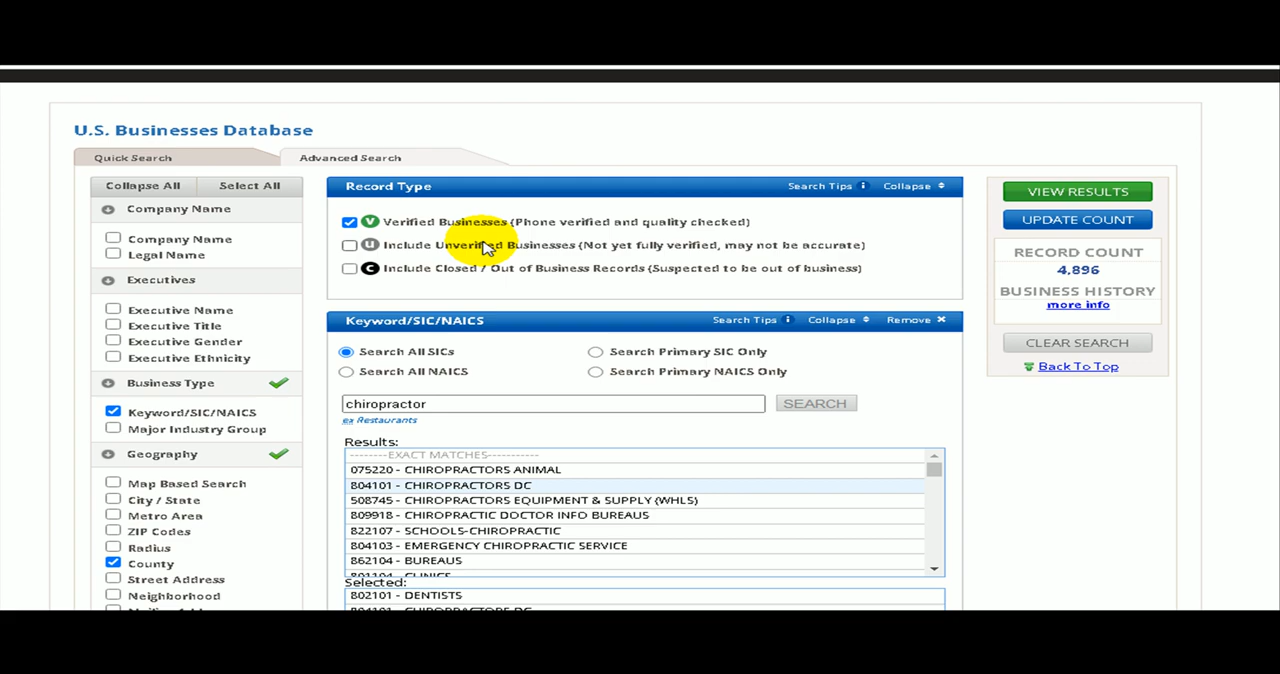 U.S. Businesses Database
Quick Search
Advanced Search
Collapse All
Select All
Company Name
Company Name
Legal Name
Executives
Executive Name
Executive Title
Executive Gender
Executive Ethnicity
Business Type
Keyword/SIC/NAICS
Major Industry Group
Geography
Map Based Search
City / State
Metro Area
ZIP Codes
Radius
County
Street Address
Neighborhood
Record Type
Search Tips i
Collapse
V Verified Businesses (Phone verified and quality checked)
U Include Unverified Businesses (Not yet fully verified, may not be accurate)
C Include Closed / Out of Business Records (Suspected to be out of business)
Keyword/SIC/NAICS
Search Tips i
Collapse
Remove
Search All SICs
Search Primary SIC Only
Search All NAICS
Search Primary NAICS Only
chiropractor
SEARCH
ex Restaurants
Results:
--------EXACT MATCHES-----------
075220 - CHIROPRACTORS ANIMAL
804101 - CHIROPRACTORS DC
508745 - CHIROPRACTORS EQUIPMENT & SUPPLY (WHLS)
809918 - CHIROPRACTIC DOCTOR INFO BUREAUS
822107 - SCHOOLS-CHIROPRACTIC
804103 - EMERGENCY CHIROPRACTIC SERVICE
862104 - BUREAUS
801104 - CLINICS
Selected:
802101 - DENTISTS
804101 - CHIROPRACTORS DC
VIEW RESULTS
UPDATE COUNT
RECORD COUNT
4,896
BUSINESS HISTORY
more info
CLEAR SEARCH
Back To Top